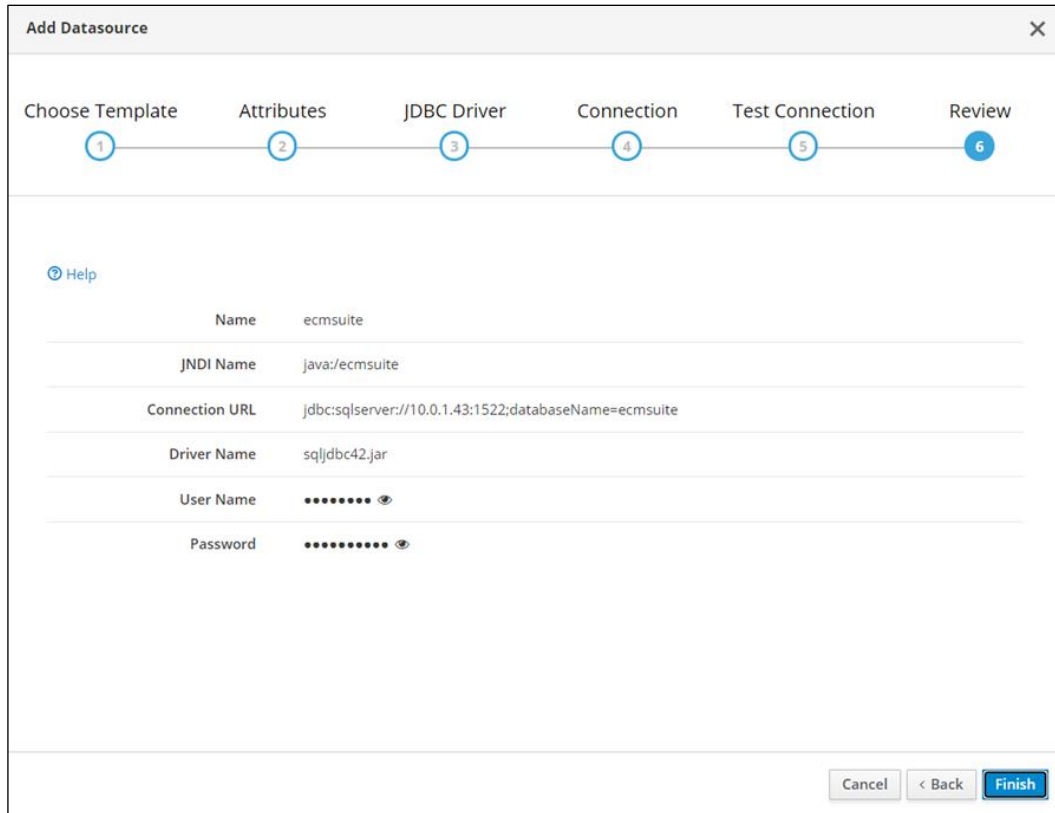 Add Datasource
Choose Template Attributes JDBC Driver Connection Test Connection Review
1 2 3 4 5 6
Help
Name ecmsuite
JNDI Name java:/ecmsuite
Connection URL jdbc:sqlserver://10.0.1.43:1522;databaseName=ecmsuite
Driver Name sqljdbc42.jar
User Name ••••••••
Password ••••••••••
Cancel < Back Finish